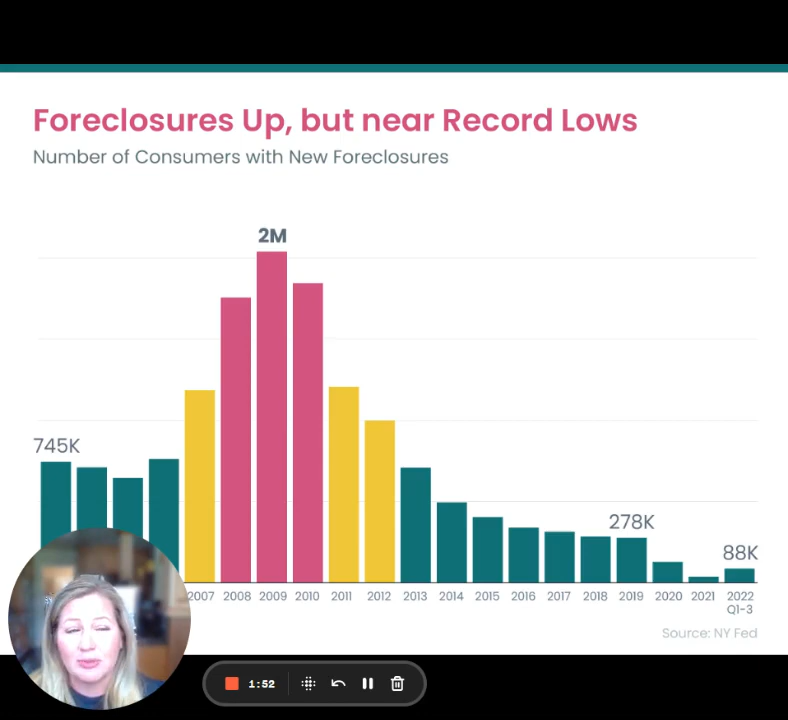 Foreclosures Up, but near Record Lows
Number of Consumers with New Foreclosures
2M
745K
278K
88K
2007 2008 2009 2010 2011 2012 2013 2014 2015 2016 2017 2018 2019 2020 2021 2022
Q1-3
Source: NY Fed
1:52